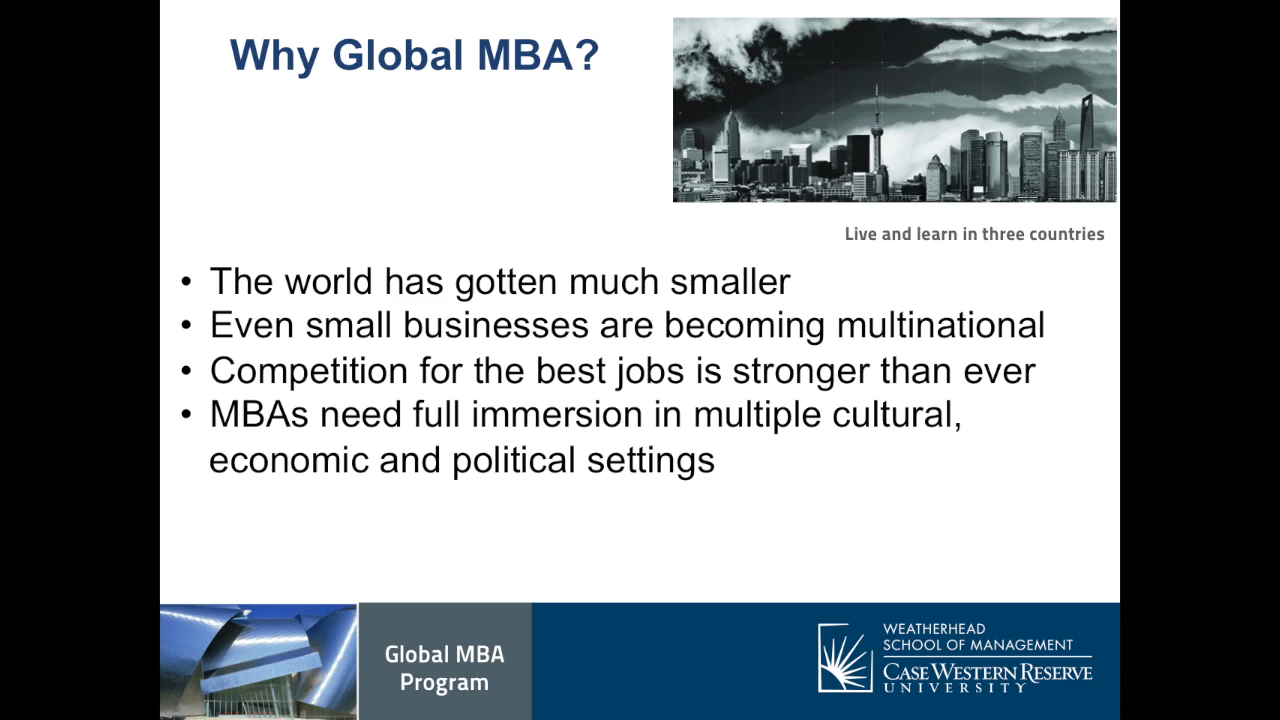 Why Global MBA?
Live and learn in three countries
• The world has gotten much smaller
• Even small businesses are becoming multinational
• Competition for the best jobs is stronger than ever
• MBAs need full immersion in multiple cultural,
economic and political settings
Global MBA
Program
WEATHERHEAD
SCHOOL OF MANAGEMENT
CASE WESTERN RESERVE
UNIVERSITY